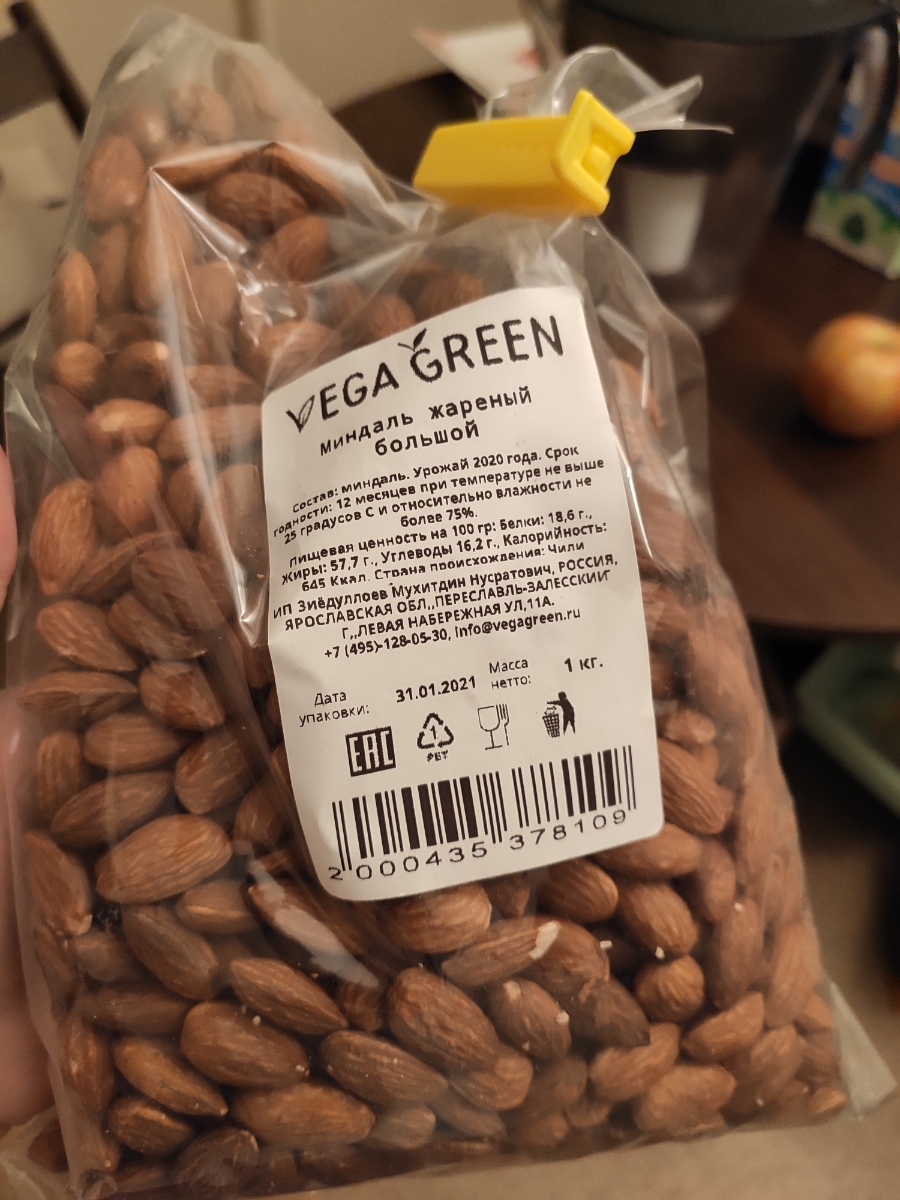 VEGA GREEN
миндаль жареный
большой
Состав: миндаль. Урожай 2020 года. Срок
годности: 12 месяцев при температуре не выше
25 градусов С и относительно влажности не
более 75%.
Пищевая ценность на 100 гр: Белки: 18,6 г.,
Жиры: 57,7 г., Углеводы 16,2 г., Калорийность:
645 Ккал. Страна происхождения: Чили
ИП Зиёдуллоев Мухитдин Нусратович, РОССИЯ,
ЯРОСЛАВСКАЯ ОБЛ,,ПЕРЕСЛАВЛЬ-ЗАЛЕССКИЙ
Г,,ЛЕВАЯ НАБЕРЕЖНАЯ УЛ,11А.
+7 (495)-128-05-30, info@vegagreen.ru
Дата упаковки: 31.01.2021 Масса нетто: 1 кг.
EAC 1 PET
2 000435 378109